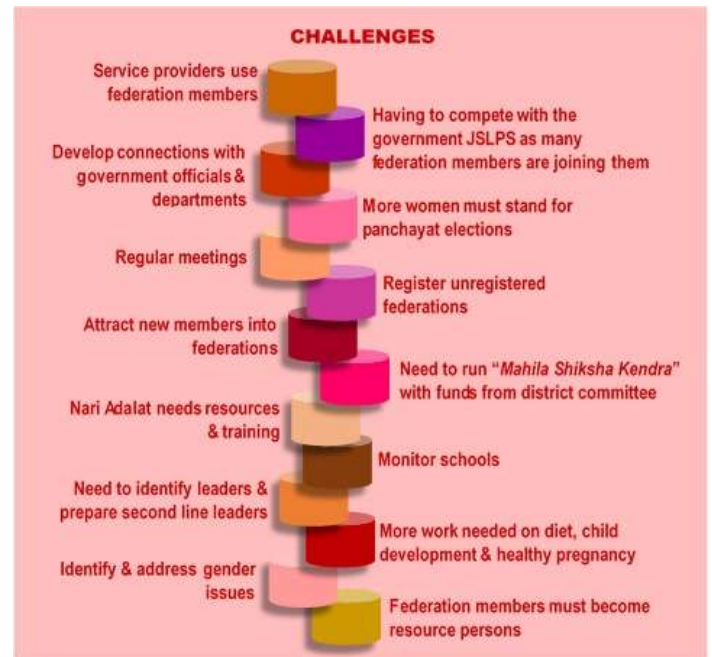 CHALLENGES
Service providers use
federation members
Having to compete with the
government JSLPS as many
federation members are joining them
Develop connections with
government officials &
departments
More women must stand for
panchayat elections
Regular meetings
Register unregistered
federations
Attract new members into
federations
Need to run “Mahila Shiksha Kendra”
with funds from district committee
Nari Adalat needs resources
& training
Monitor schools
Need to identify leaders &
prepare second line leaders
More work needed on diet, child
development & healthy pregnancy
Identify & address gender
issues
Federation members must become
resource persons